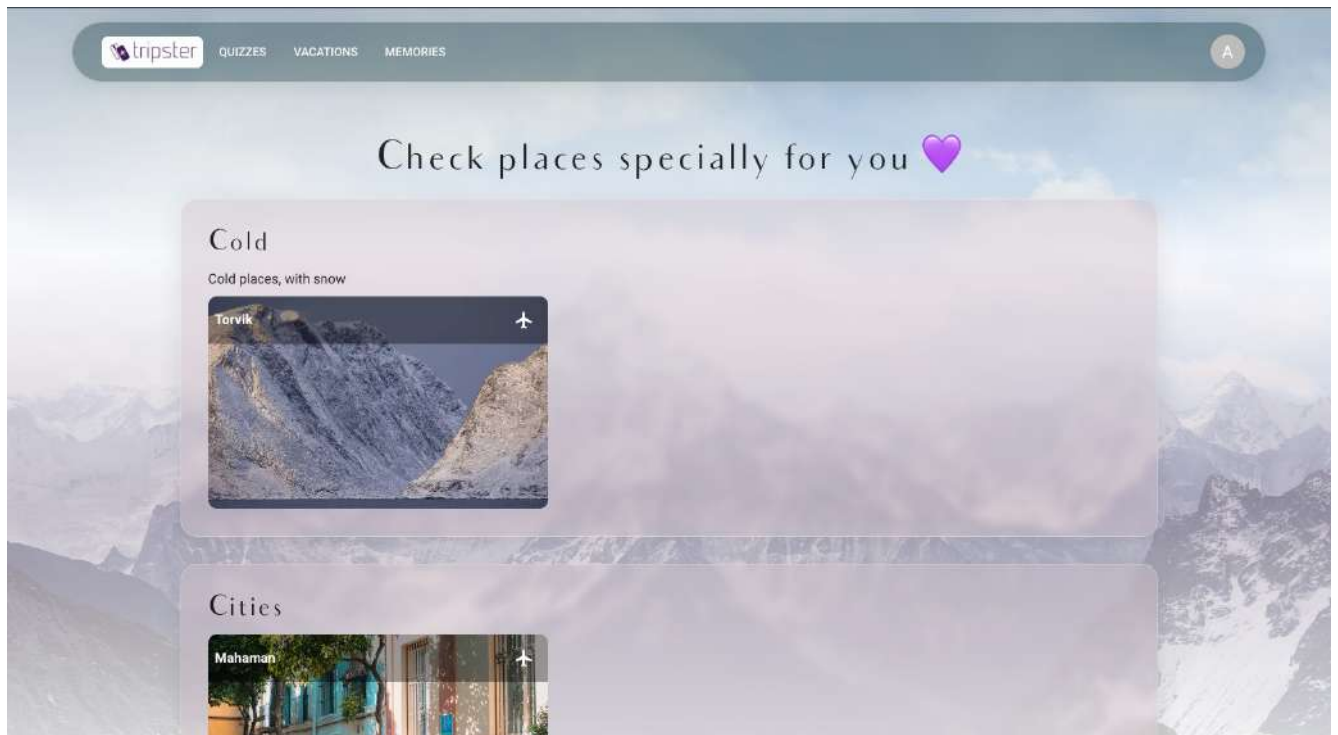 tripster QUIZZES VACATIONS MEMORIES A
Check places specially for you 💜
Cold
Cold places, with snow
Torvik
Cities
Mahaman